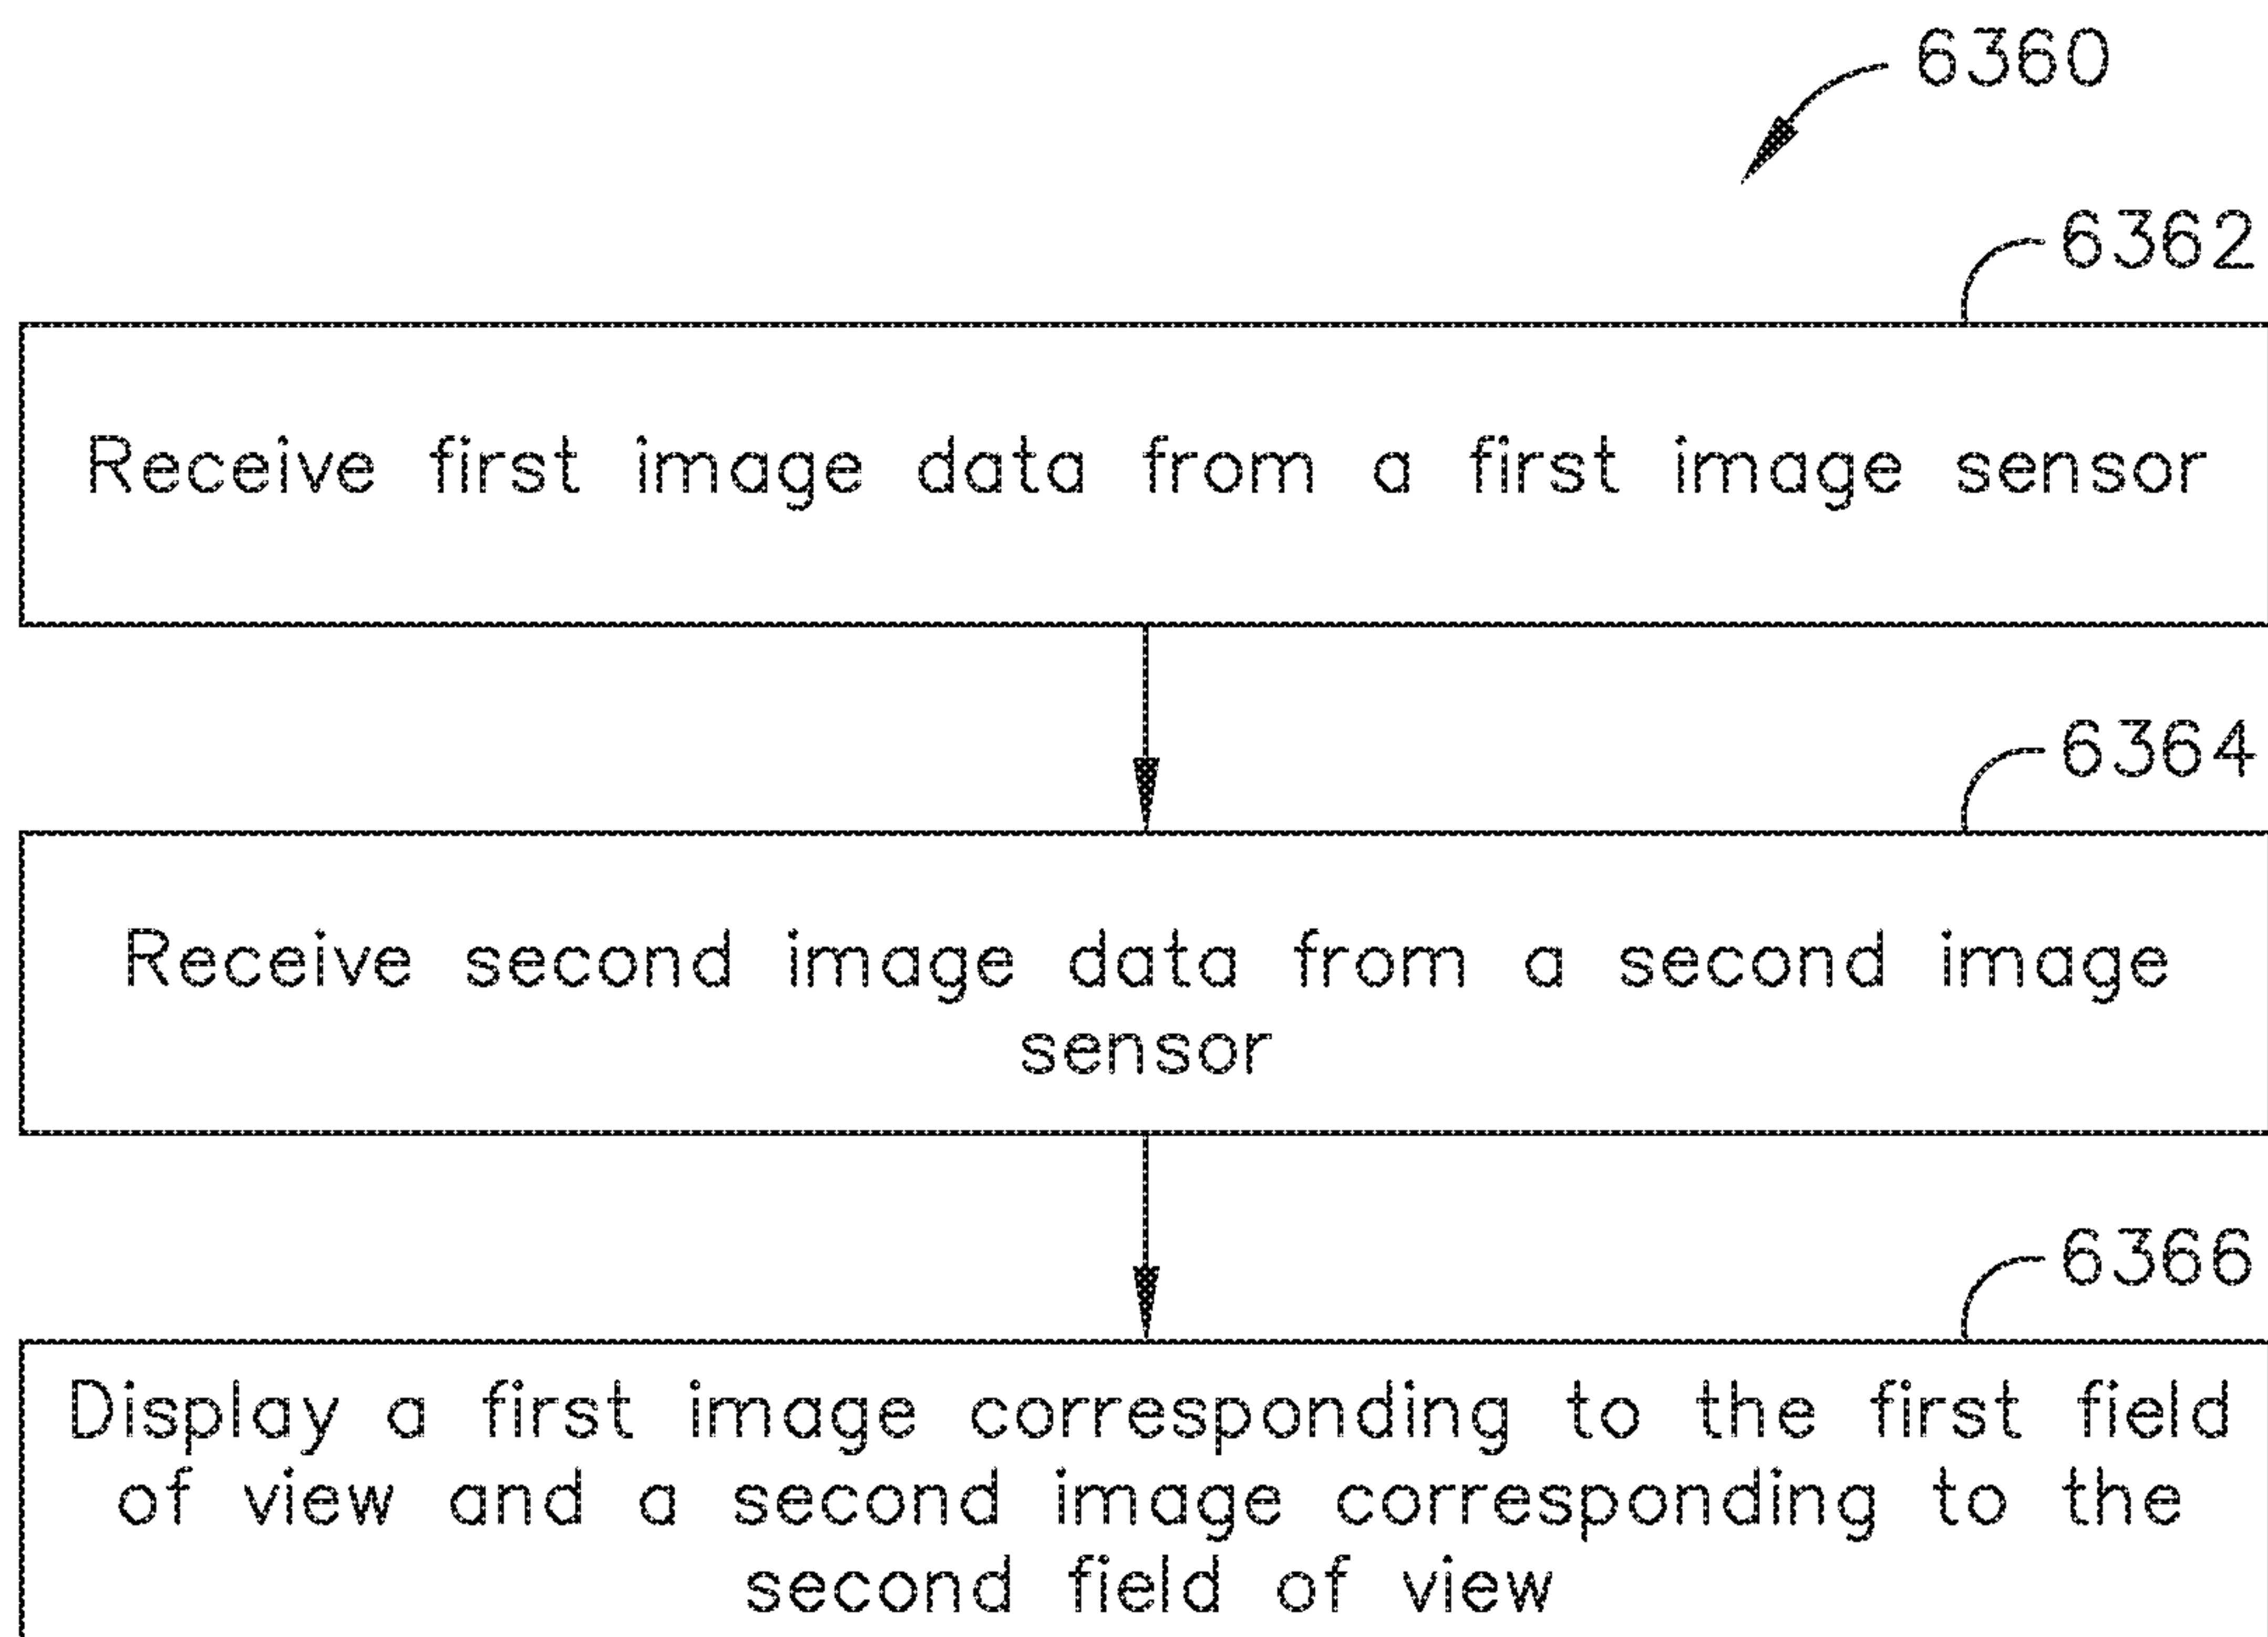 6360
6362
Receive first image data from a first image sensor
6364
Receive second image data from a second image
sensor
6366
Display a first image corresponding to the first field
of view and a second image corresponding to the
second field of view